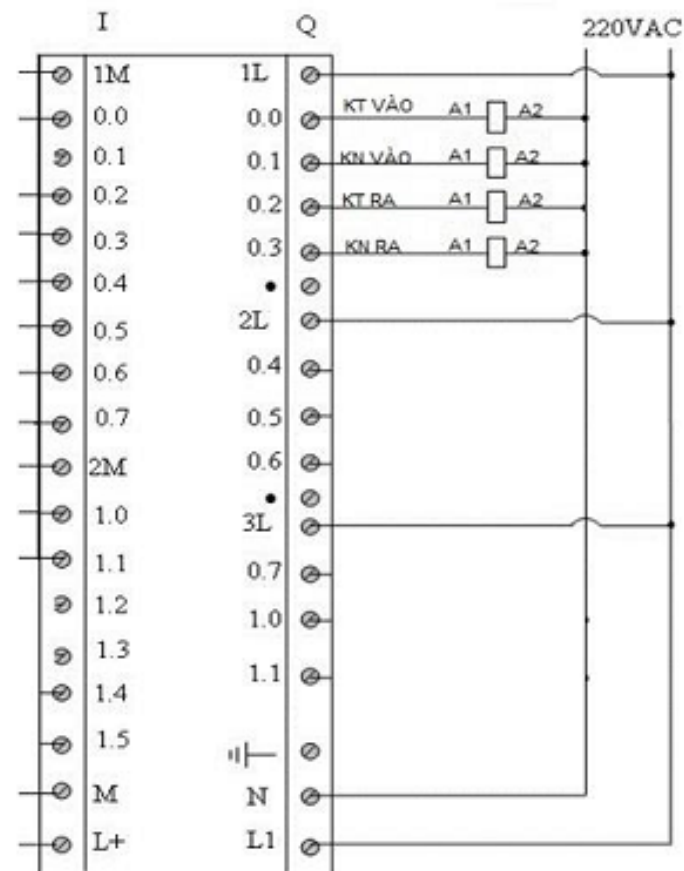 I Q 220VAC
1M 1L
0.0 0.0 KT VÀO A1 A2
0.1 0.1 KN VÀO A1 A2
0.2 0.2 KT RA A1 A2
0.3 0.3 KN RA A1 A2
0.4
0.5 2L
0.6 0.4
0.7 0.5
2M 0.6
1.0 3L
1.1 0.7
1.2 1.0
1.3 1.1
1.4
1.5
M N
L+ L1